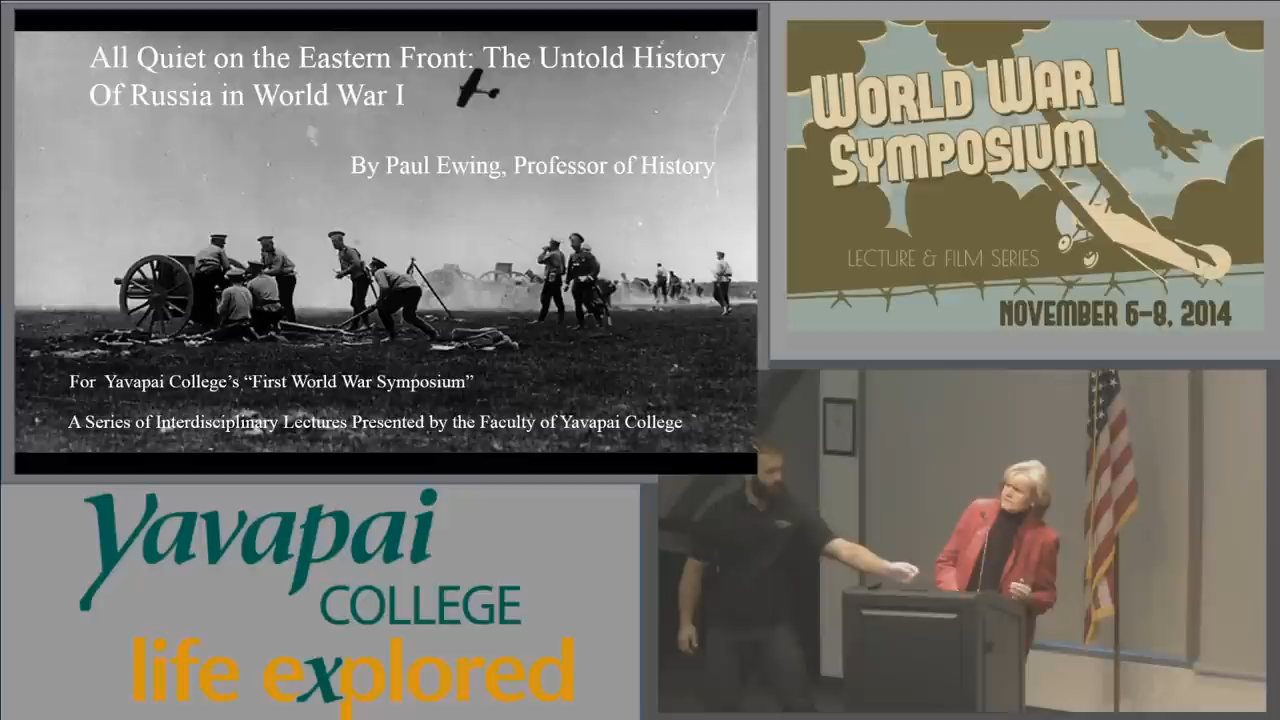 All Quiet on the Eastern Front: The Untold History
Of Russia in World War I
By Paul Ewing, Professor of History
For Yavapai College's “First World War Symposium”
A Series of Interdisciplinary Lectures Presented by the Faculty of Yavapai College
WORLD WAR I
SYMPOSIUM
LECTURE & FILM SERIES
NOVEMBER 6-8, 2014
Yavapai
COLLEGE
life explored